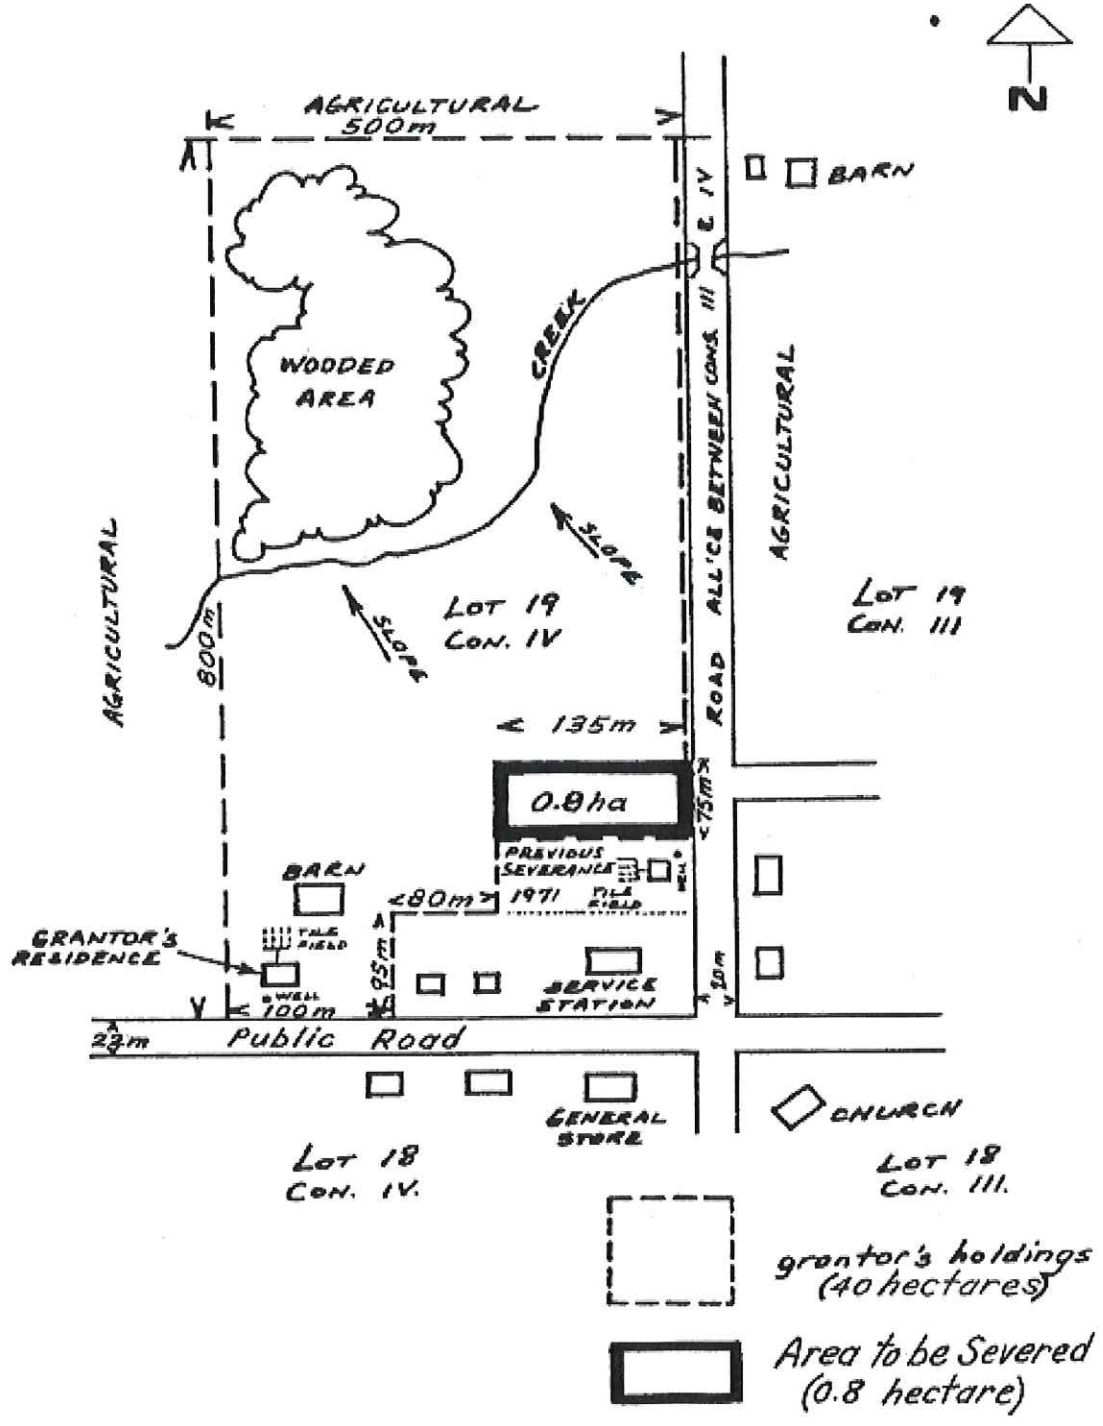 N
AGRICULTURAL
500m
BARN
ROAD ALL'CE BETWEEN CONS. III & IV
CREEK
WOODED
AREA
AGRICULTURAL
SLOPE
AGRICULTURAL
LOT 19
CON. IV
LOT 19
CON. III
800m
SLOPE
135m
0.8ha
75m
PREVIOUS
SEVERANCE
1971
TILE
FIELD
WELL
BARN
80m
GRANTOR'S
RESIDENCE
TILE
FIELD
95m
SERVICE
STATION
20m
WELL
100m
22m
Public Road
GENERAL
STORE
CHURCH
LOT 18
CON. IV.
LOT 18
CON. III.
grantor's holdings
(40 hectares)
Area to be Severed
(0.8 hectare)